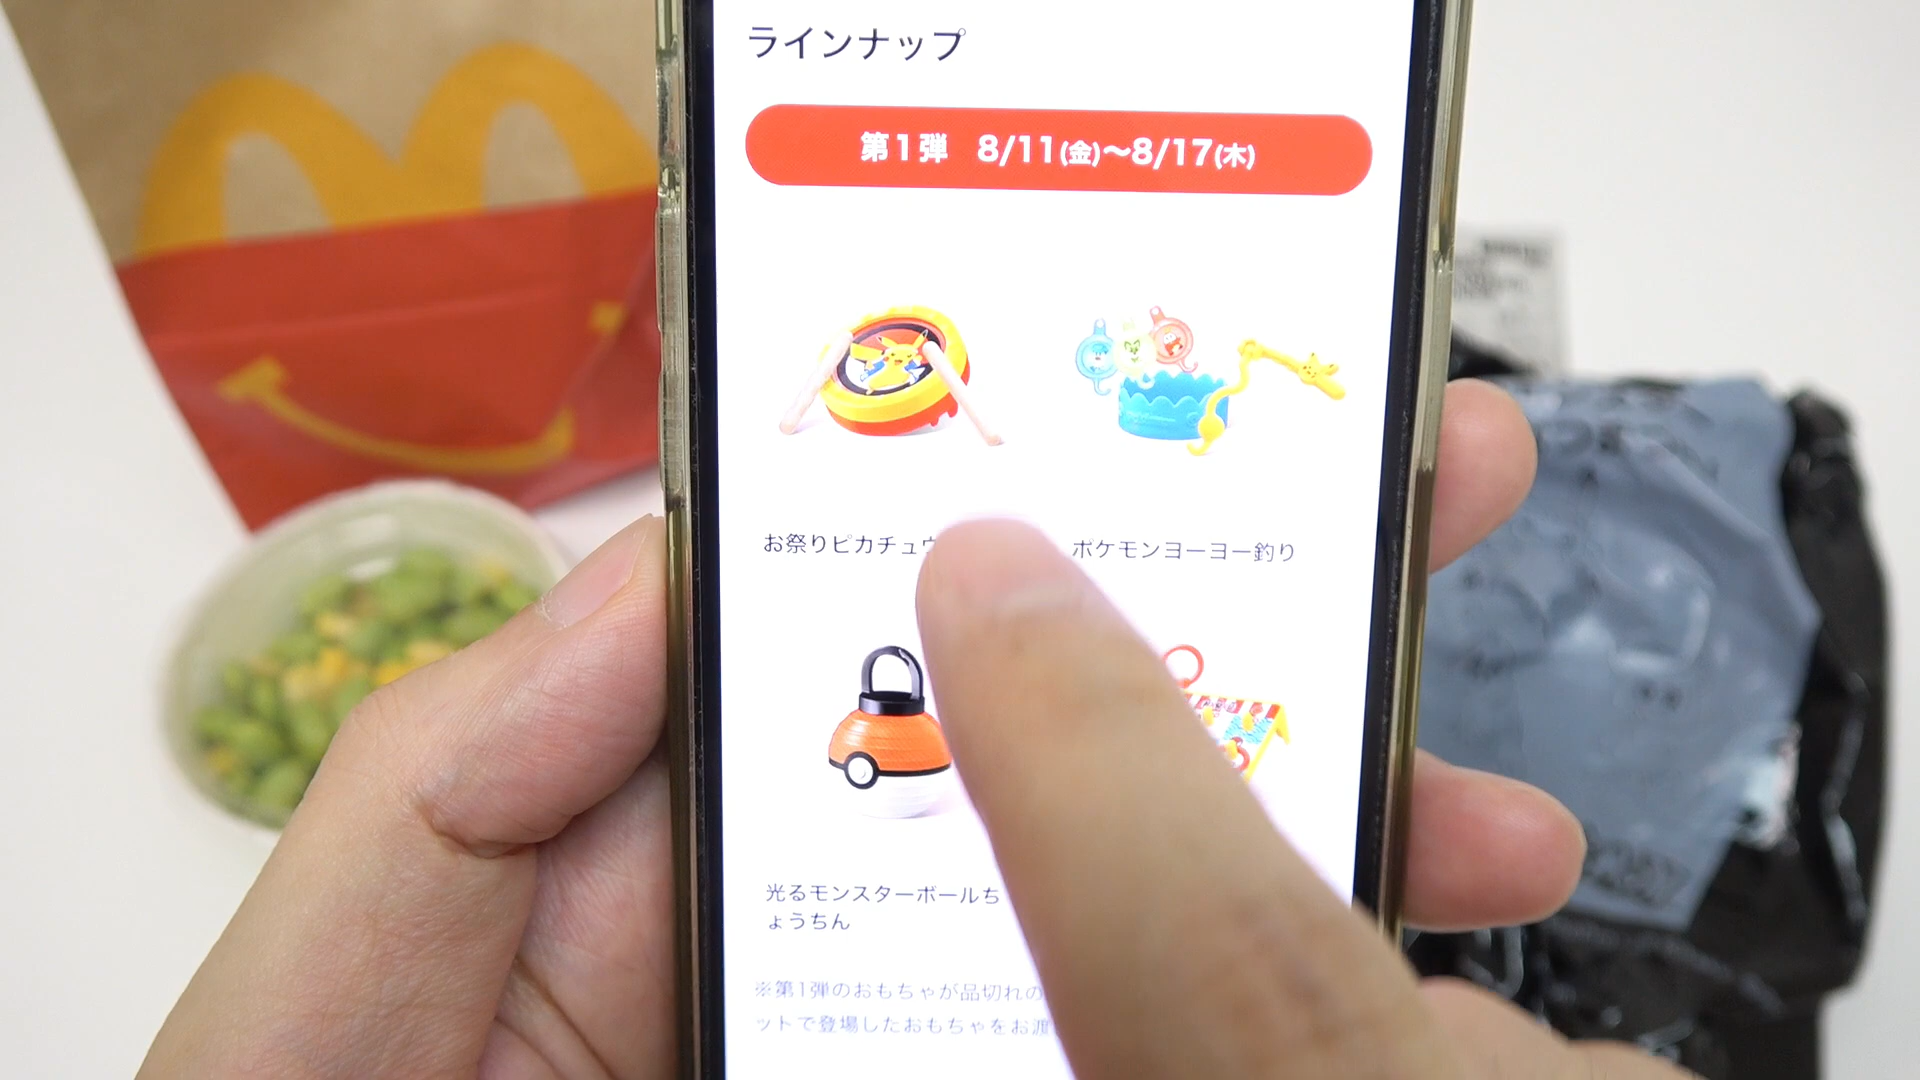 ラインナップ
第1弾 8/11(金)〜8/17(木)
お祭りピカチュウ
ポケモンヨーヨー釣り
光るモンスターボールち
ょうちん
※第1弾のおもちゃが品切れの
ットで登場したおもちゃをお渡